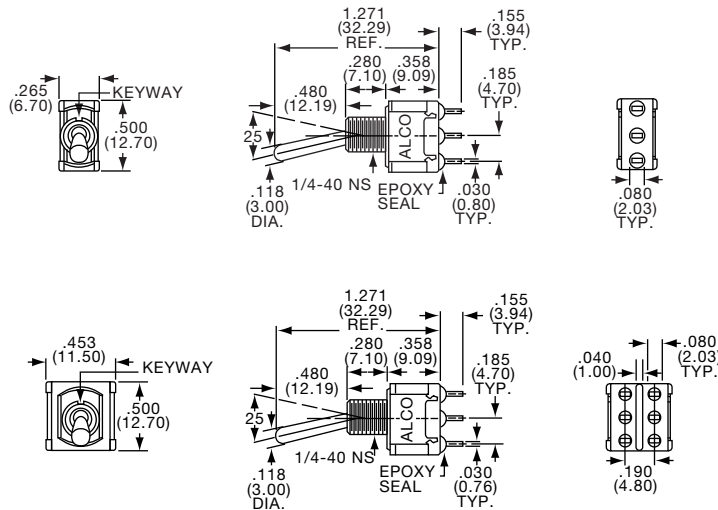 .265
(6.70)
KEYWAY
.500
(12.70)
1.271
(32.29)
REF.
.155
(3.94)
TYP.
.280
(7.10)
.358
(9.09)
.480
(12.19)
.185
(4.70)
TYP.
25
ALCO
.118
(3.00)
DIA.
1/4-40 NS
EPOXY
SEAL
.030
(0.80)
TYP.
.080
(2.03)
TYP.
.453
(11.50)
KEYWAY
.500
(12.70)
1.271
(32.29)
REF.
.155
(3.94)
TYP.
.280
(7.10)
.358
(9.09)
.480
(12.19)
.185
(4.70)
TYP.
25
ALCO
.118
(3.00)
DIA.
1/4-40 NS
EPOXY
SEAL
.030
(0.76)
TYP.
.040
(1.00)
.080
(2.03)
TYP.
.190
(4.80)